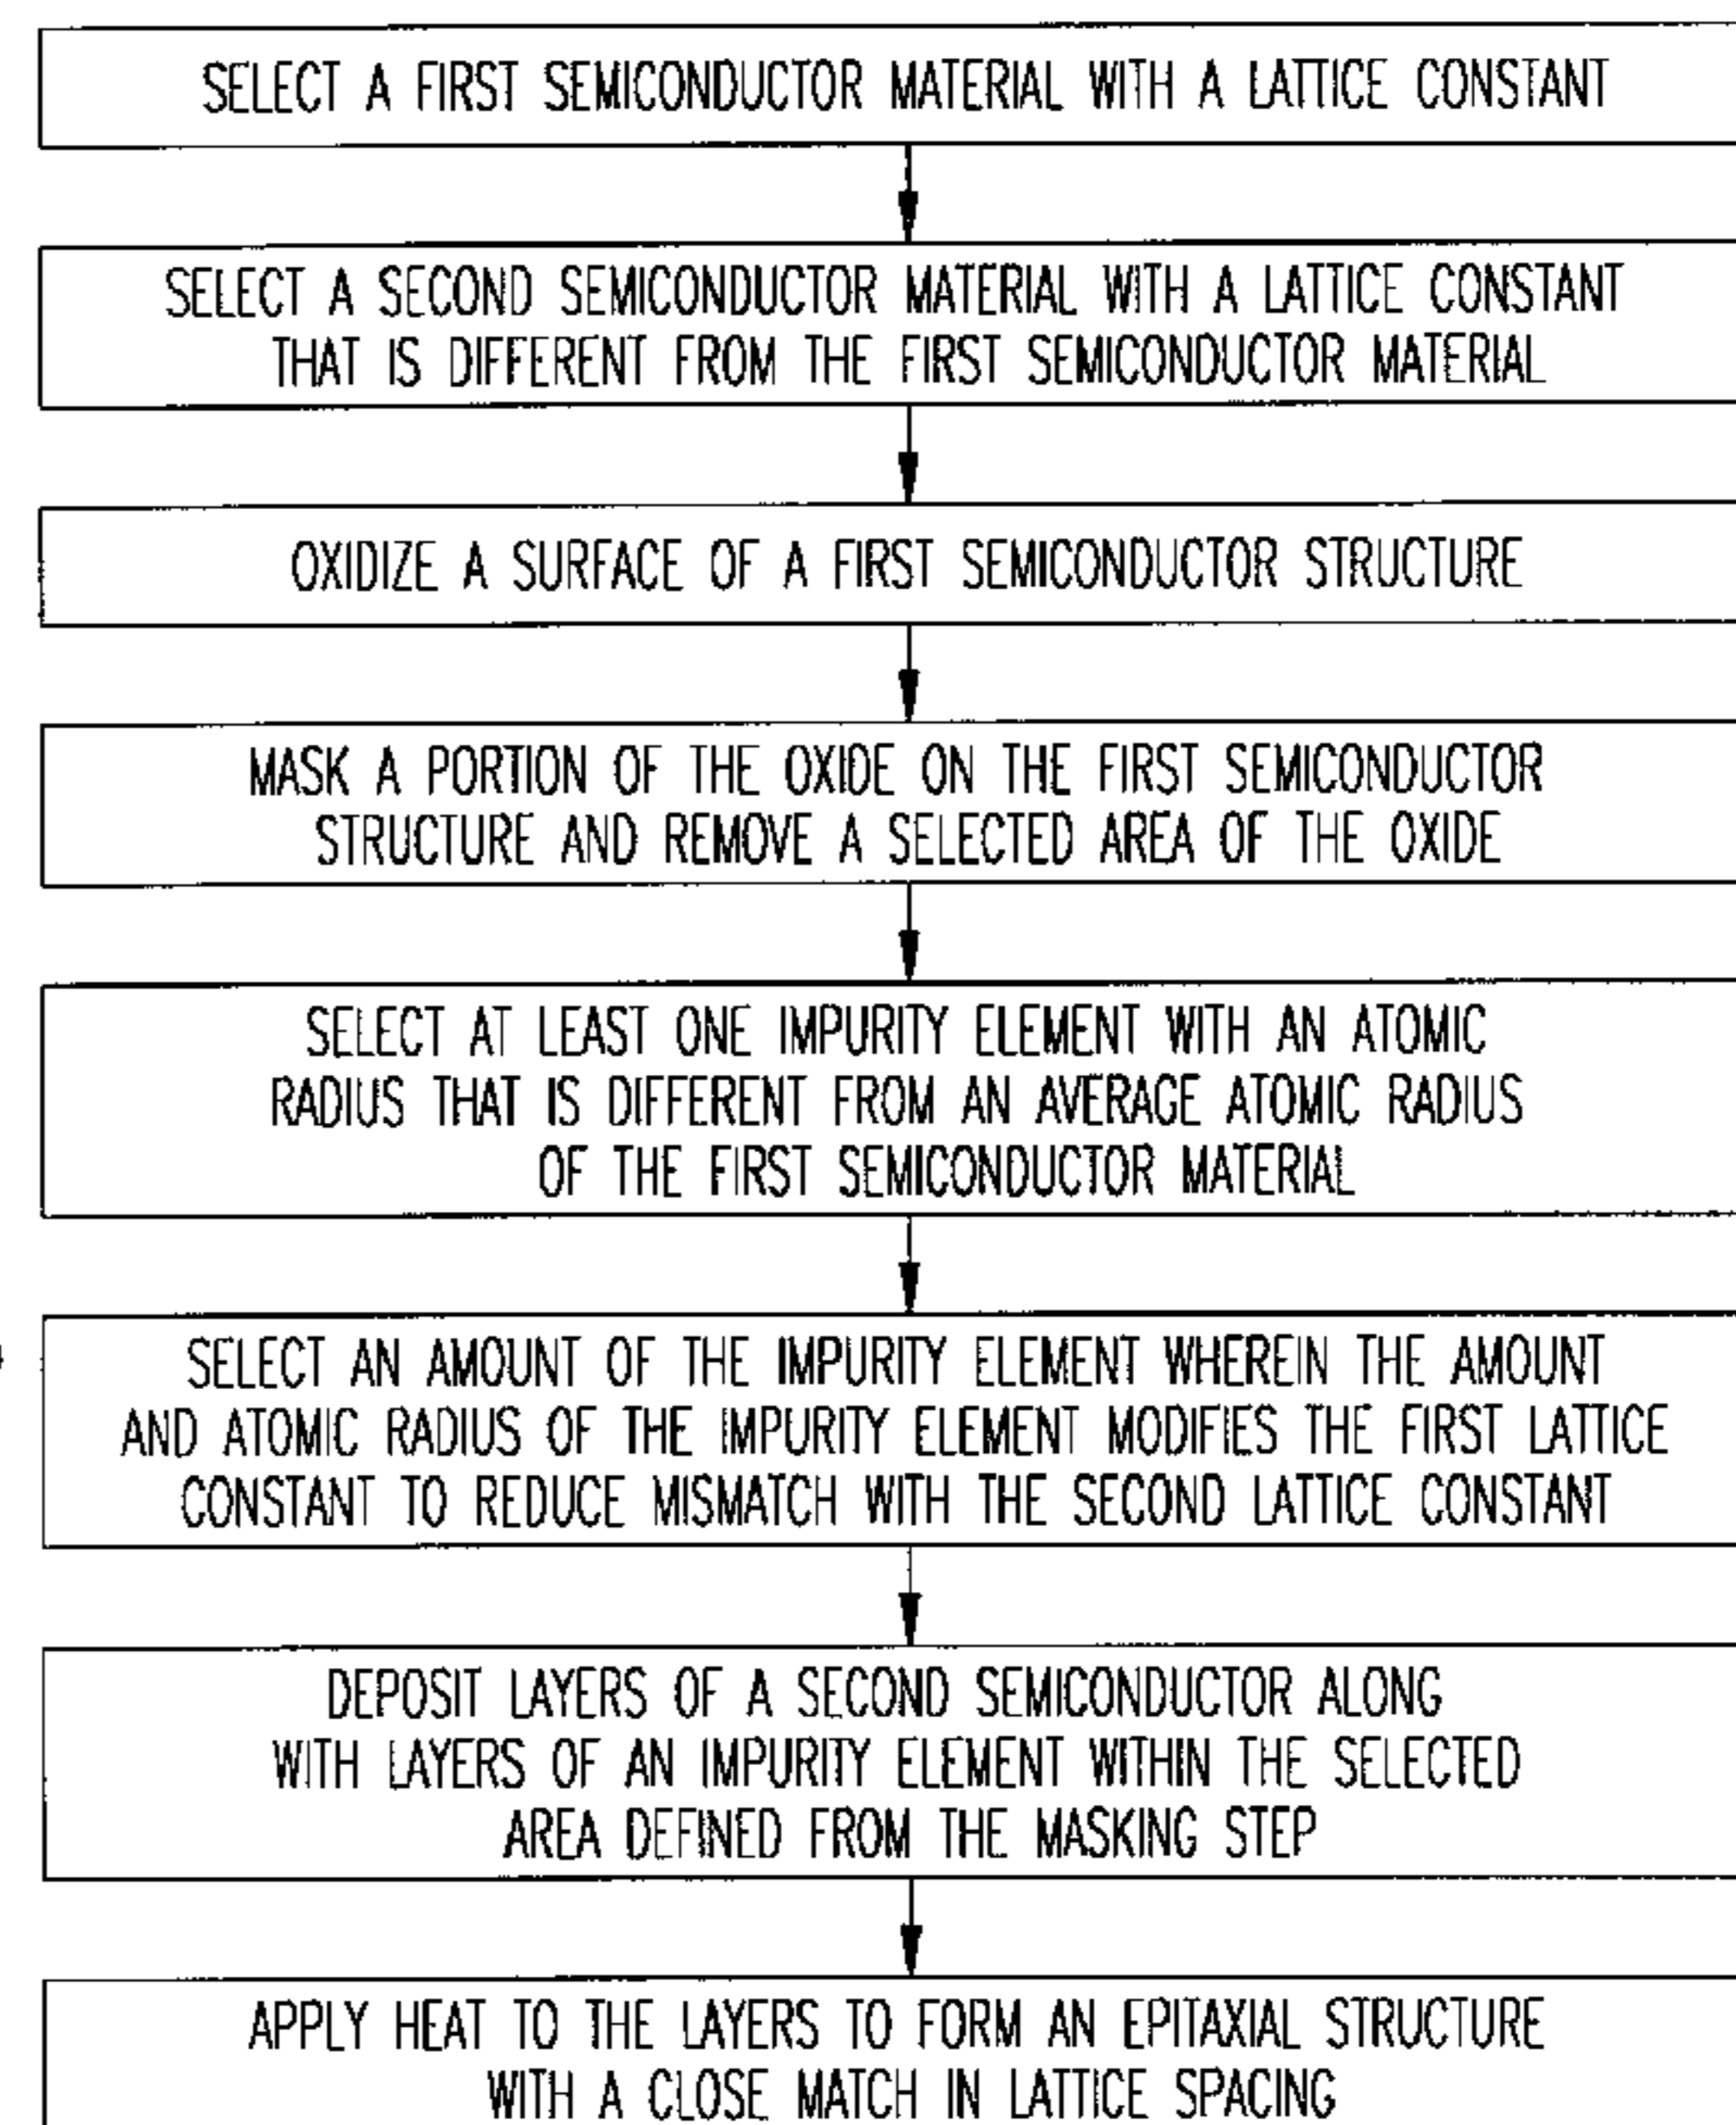 SELECT A FIRST SEMICONDUCTOR MATERIAL WITH A LATTICE CONSTANT
SELECT A SECOND SEMICONDUCTOR MATERIAL WITH A LATTICE CONSTANT
THAT IS DIFFERENT FROM THE FIRST SEMICONDUCTOR MATERIAL
OXIDIZE A SURFACE OF A FIRST SEMICONDUCTOR STRUCTURE
MASK A PORTION OF THE OXIDE ON THE FIRST SEMICONDUCTOR
STRUCTURE AND REMOVE A SELECTED AREA OF THE OXIDE
SELECT AT LEAST ONE IMPURITY ELEMENT WITH AN ATOMIC
RADIUS THAT IS DIFFERENT FROM AN AVERAGE ATOMIC RADIUS
OF THE FIRST SEMICONDUCTOR MATERIAL
SELECT AN AMOUNT OF THE IMPURITY ELEMENT WHEREIN THE AMOUNT
AND ATOMIC RADIUS OF THE IMPURITY ELEMENT MODIFIES THE FIRST LATTICE
CONSTANT TO REDUCE MISMATCH WITH THE SECOND LATTICE CONSTANT
DEPOSIT LAYERS OF A SECOND SEMICONDUCTOR ALONG
WITH LAYERS OF AN IMPURITY ELEMENT WITHIN THE SELECTED
AREA DEFINED FROM THE MASKING STEP
APPLY HEAT TO THE LAYERS TO FORM AN EPITAXIAL STRUCTURE
WITH A CLOSE MATCH IN LATTICE SPACING